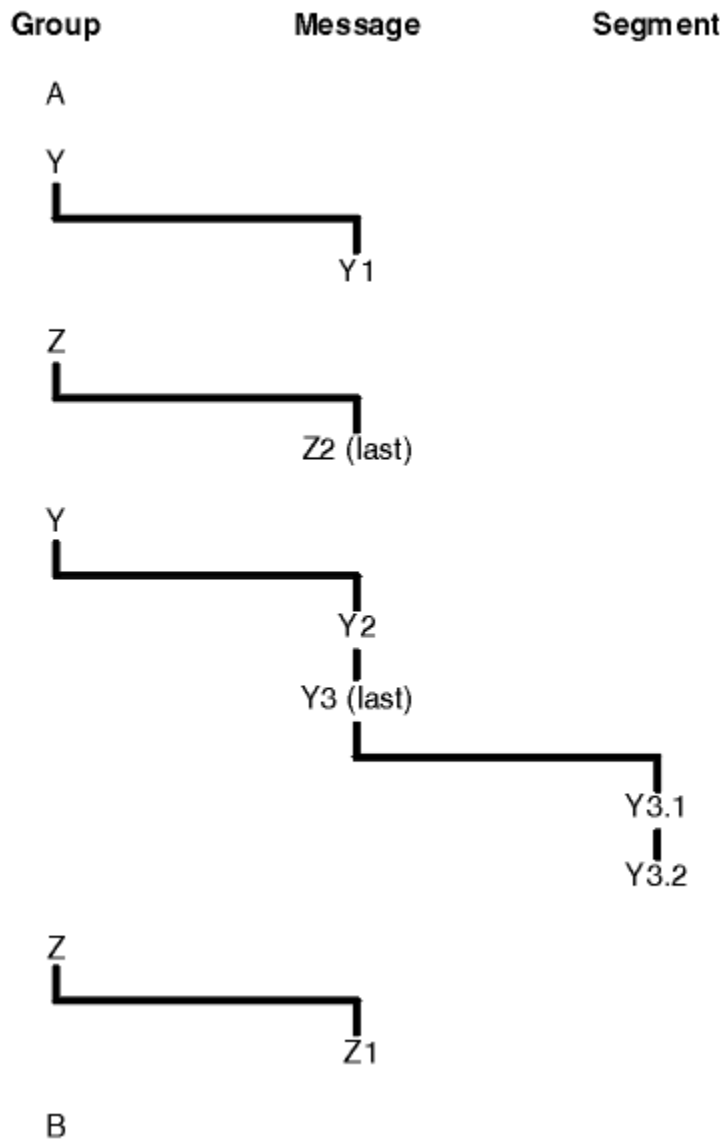 Group Message Segment
A
Y
Y1
Z
Z2 (last)
Y
Y2
Y3 (last)
Y3.1
Y3.2
Z
Z1
B